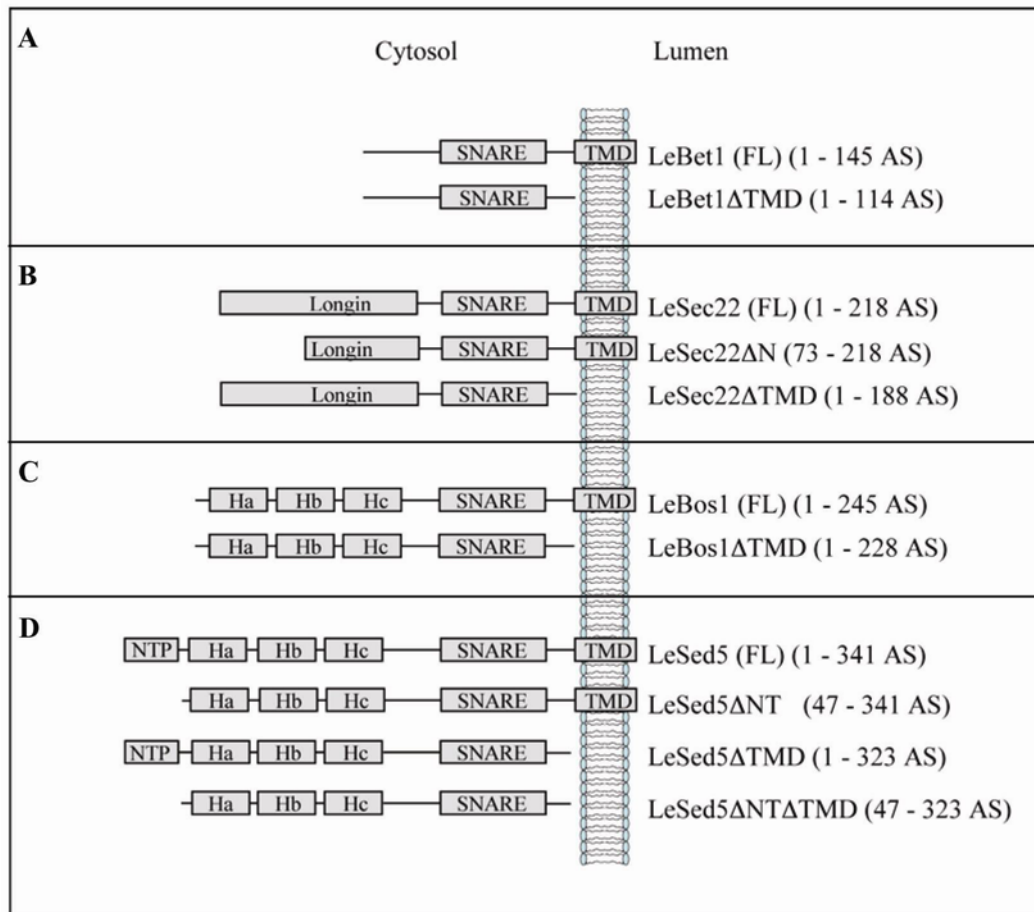 A
Cytosol Lumen
SNARE TMD LeBet1 (FL) (1 - 145 AS)
SNARE LeBet1ΔTMD (1 - 114 AS)
B
Longin SNARE TMD LeSec22 (FL) (1 - 218 AS)
Longin SNARE TMD LeSec22ΔN (73 - 218 AS)
Longin SNARE LeSec22ΔTMD (1 - 188 AS)
C
Ha Hb Hc SNARE TMD LeBos1 (FL) (1 - 245 AS)
Ha Hb Hc SNARE LeBos1ΔTMD (1 - 228 AS)
D
NTP Ha Hb Hc SNARE TMD LeSed5 (FL) (1 - 341 AS)
Ha Hb Hc SNARE TMD LeSed5ΔNT (47 - 341 AS)
NTP Ha Hb Hc SNARE LeSed5ΔTMD (1 - 323 AS)
Ha Hb Hc SNARE LeSed5ΔNTΔTMD (47 - 323 AS)